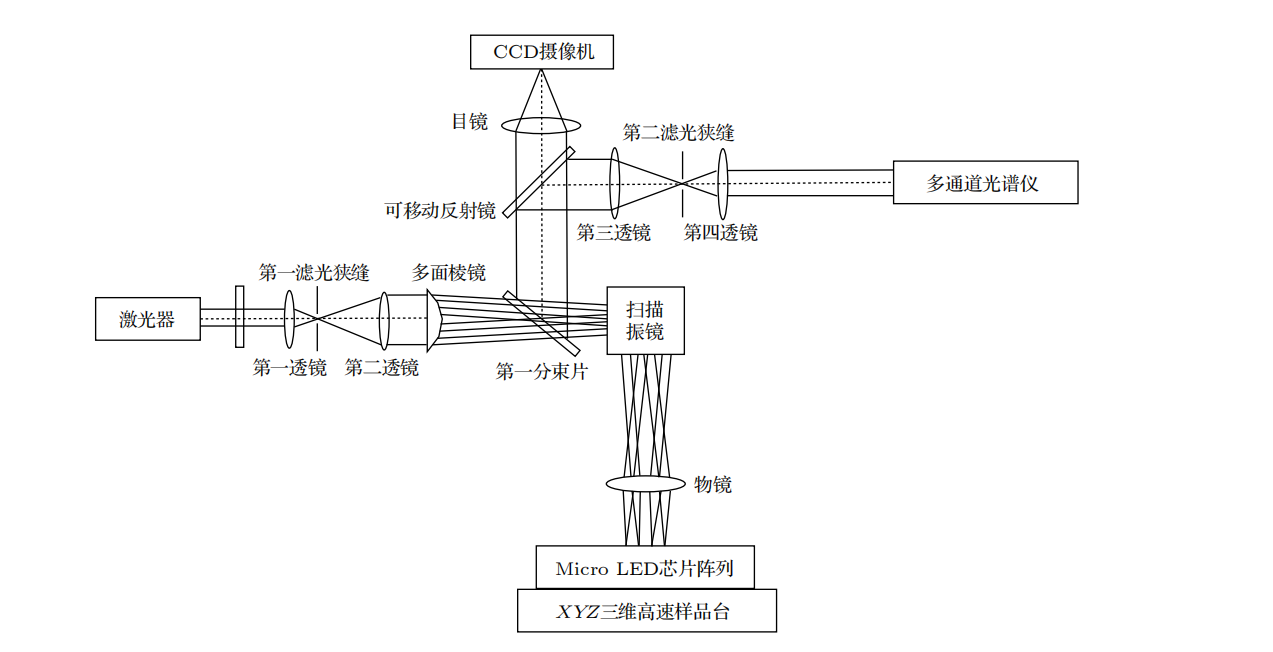 CCD摄像机
目镜
第二滤光狭缝
多通道光谱仪
可移动反射镜
第三透镜
第四透镜
第一滤光狭缝
多面棱镜
激光器
扫描
振镜
第一透镜
第二透镜
第一分束片
物镜
Micro LED芯片阵列
XYZ三维高速样品台